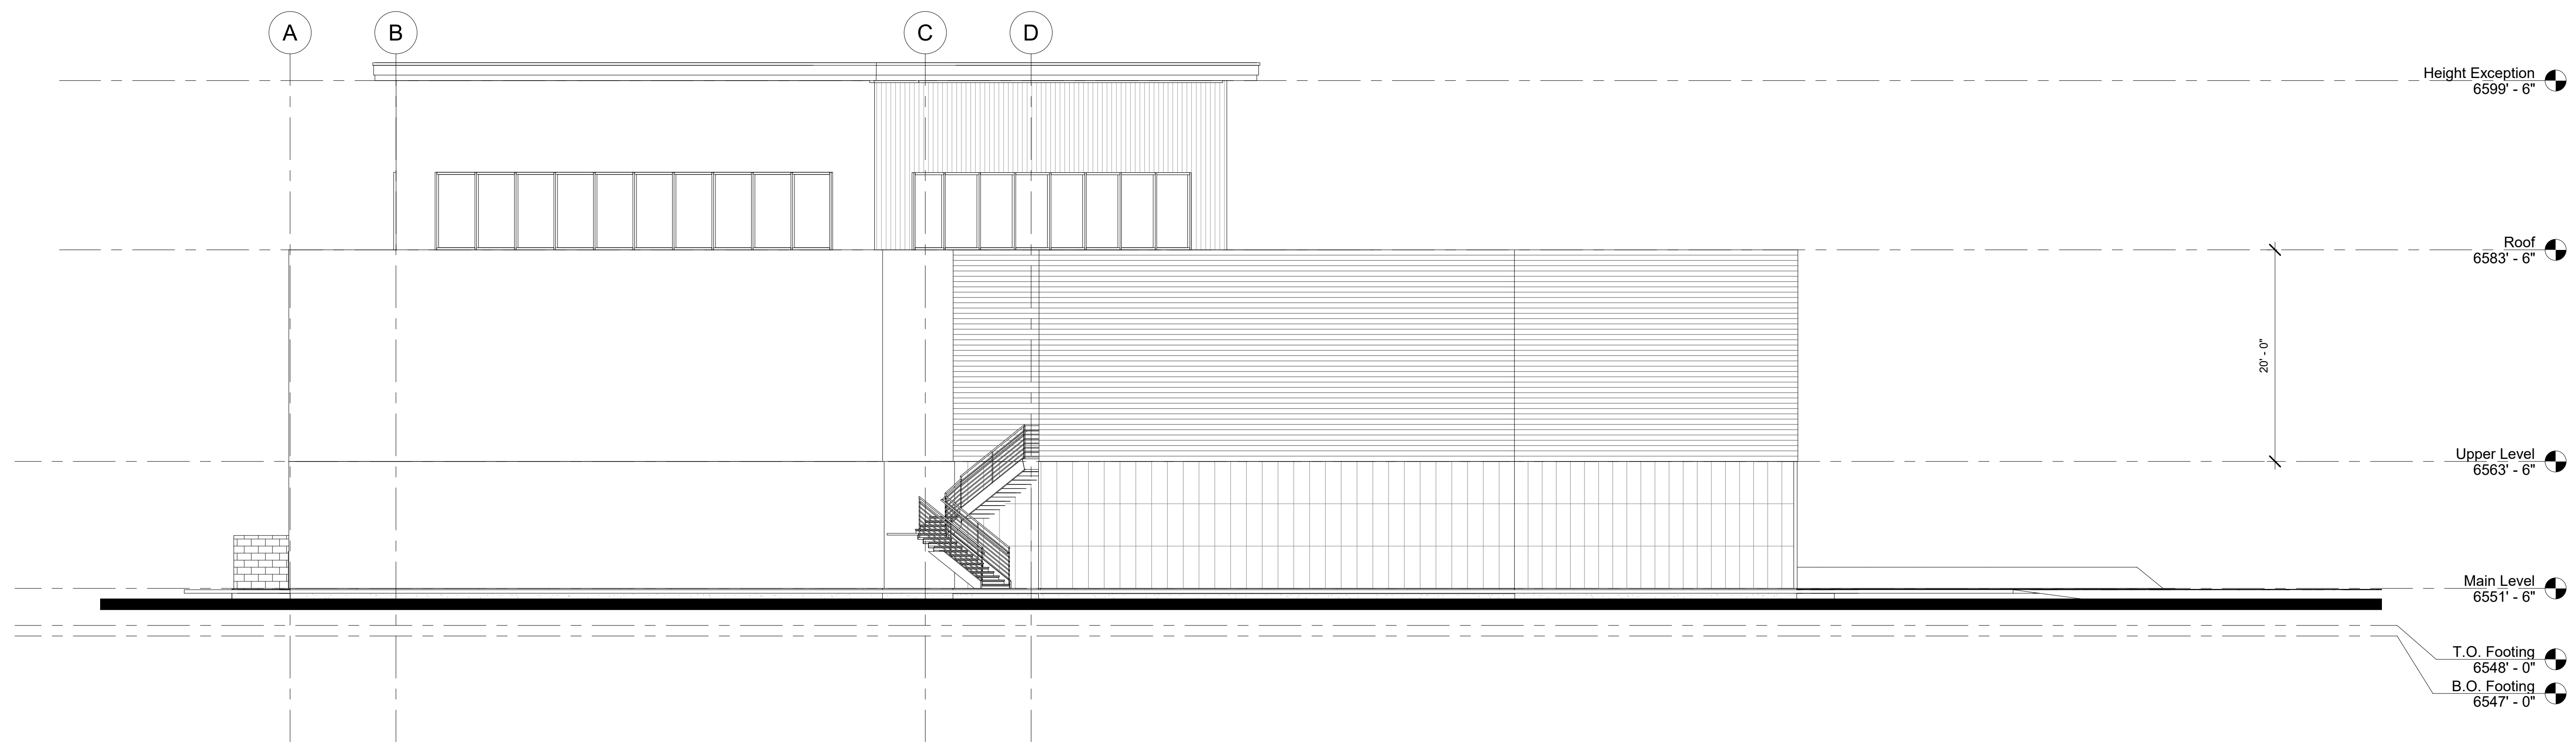 A
B
C
D
Height Exception
6599' - 6"
Roof
6583' - 6"
20' - 0"
Upper Level
6563' - 6"
Main Level
6551' - 6"
T.O. Footing
6548' - 0"
B.O. Footing
6547' - 0"